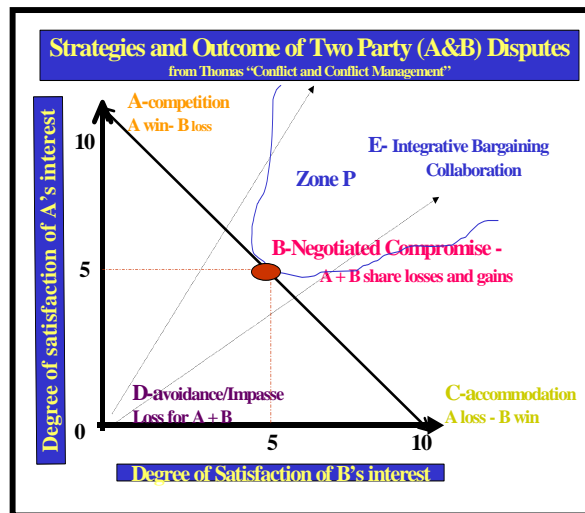 Strategies and Outcome of Two Party (A&B) Disputes
from Thomas “Conflict and Conflict Management”
A-competition
A win- B loss
10
E- Integrative Bargaining
Collaboration
Zone P
B-Negotiated Compromise -
A + B share losses and gains
5
Degree of satisfaction of A's interest
D-avoidance/Impasse
Loss for A + B
C-accommodation
A loss - B win
0
5
10
Degree of Satisfaction of B's interest